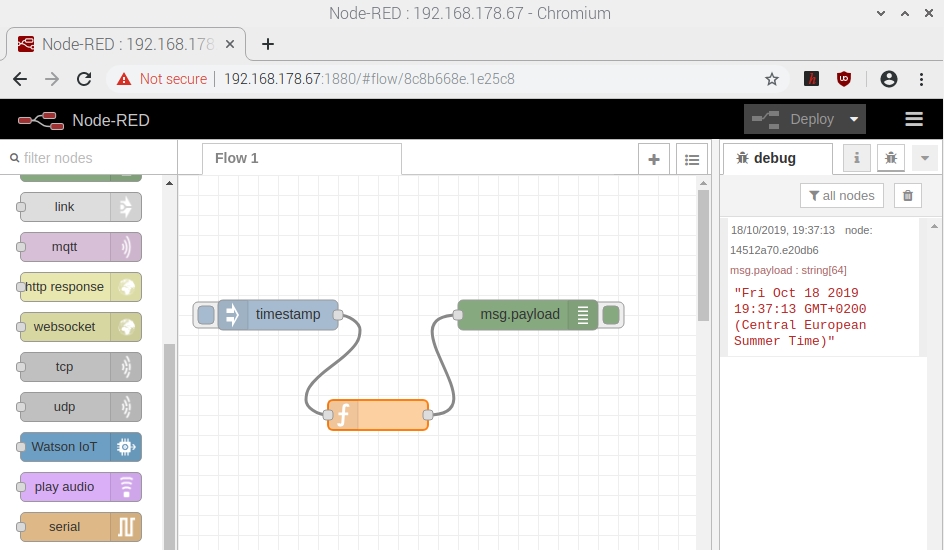 Node-RED : 192.168.178.67 - Chromium
Node-RED : 192.168.178
Not secure
192.168.178.67:1880/#flow/8c8b668e.1e25c8
Node-RED
Deploy
filter nodes
Flow 1
debug
all nodes
link
mqtt
http response
websocket
tcp
udp
Watson IoT
play audio
serial
timestamp
msg.payload
18/10/2019, 19:37:13 node:
14512a70.e20db6
msg.payload : string[64]
"Fri Oct 18 2019
19:37:13 GMT+0200
(Central European
Summer Time)"